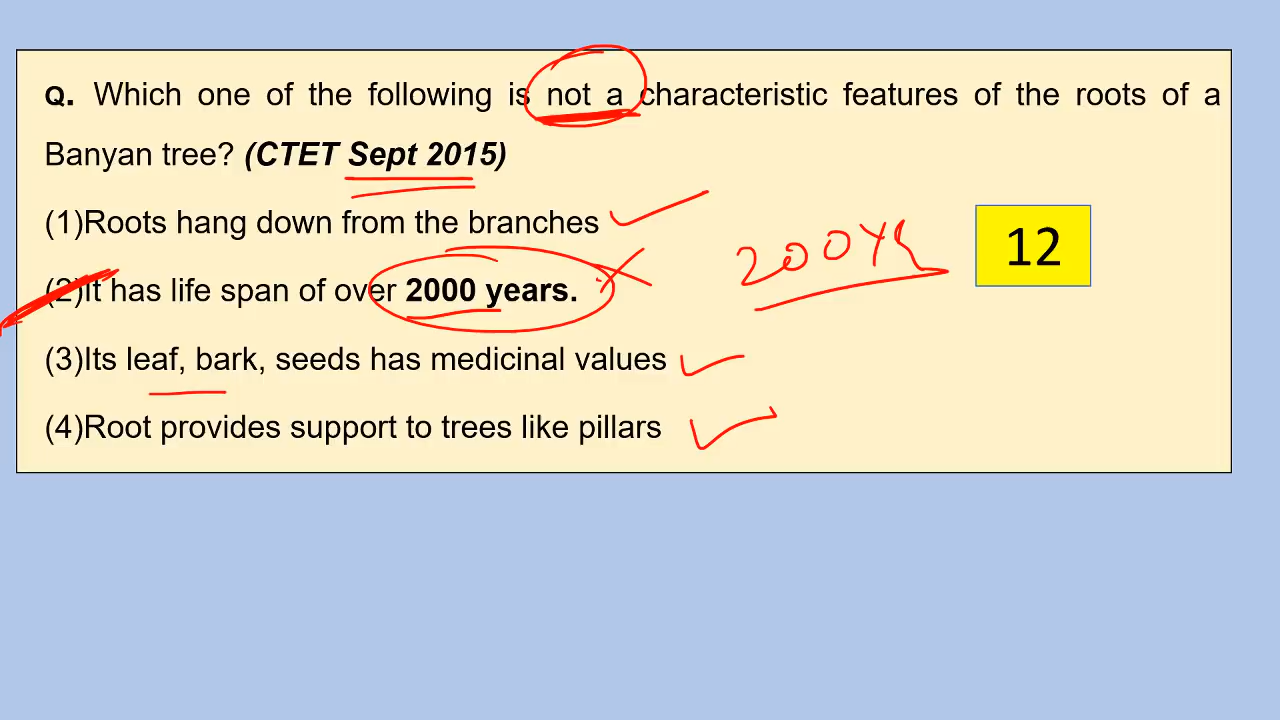 Q. Which one of the following is not a characteristic features of the roots of a
Banyan tree? (CTET Sept 2015)
(1)Roots hang down from the branches
(2)It has life span of over 2000 years.
(3)Its leaf, bark, seeds has medicinal values
(4)Root provides support to trees like pillars
200
12